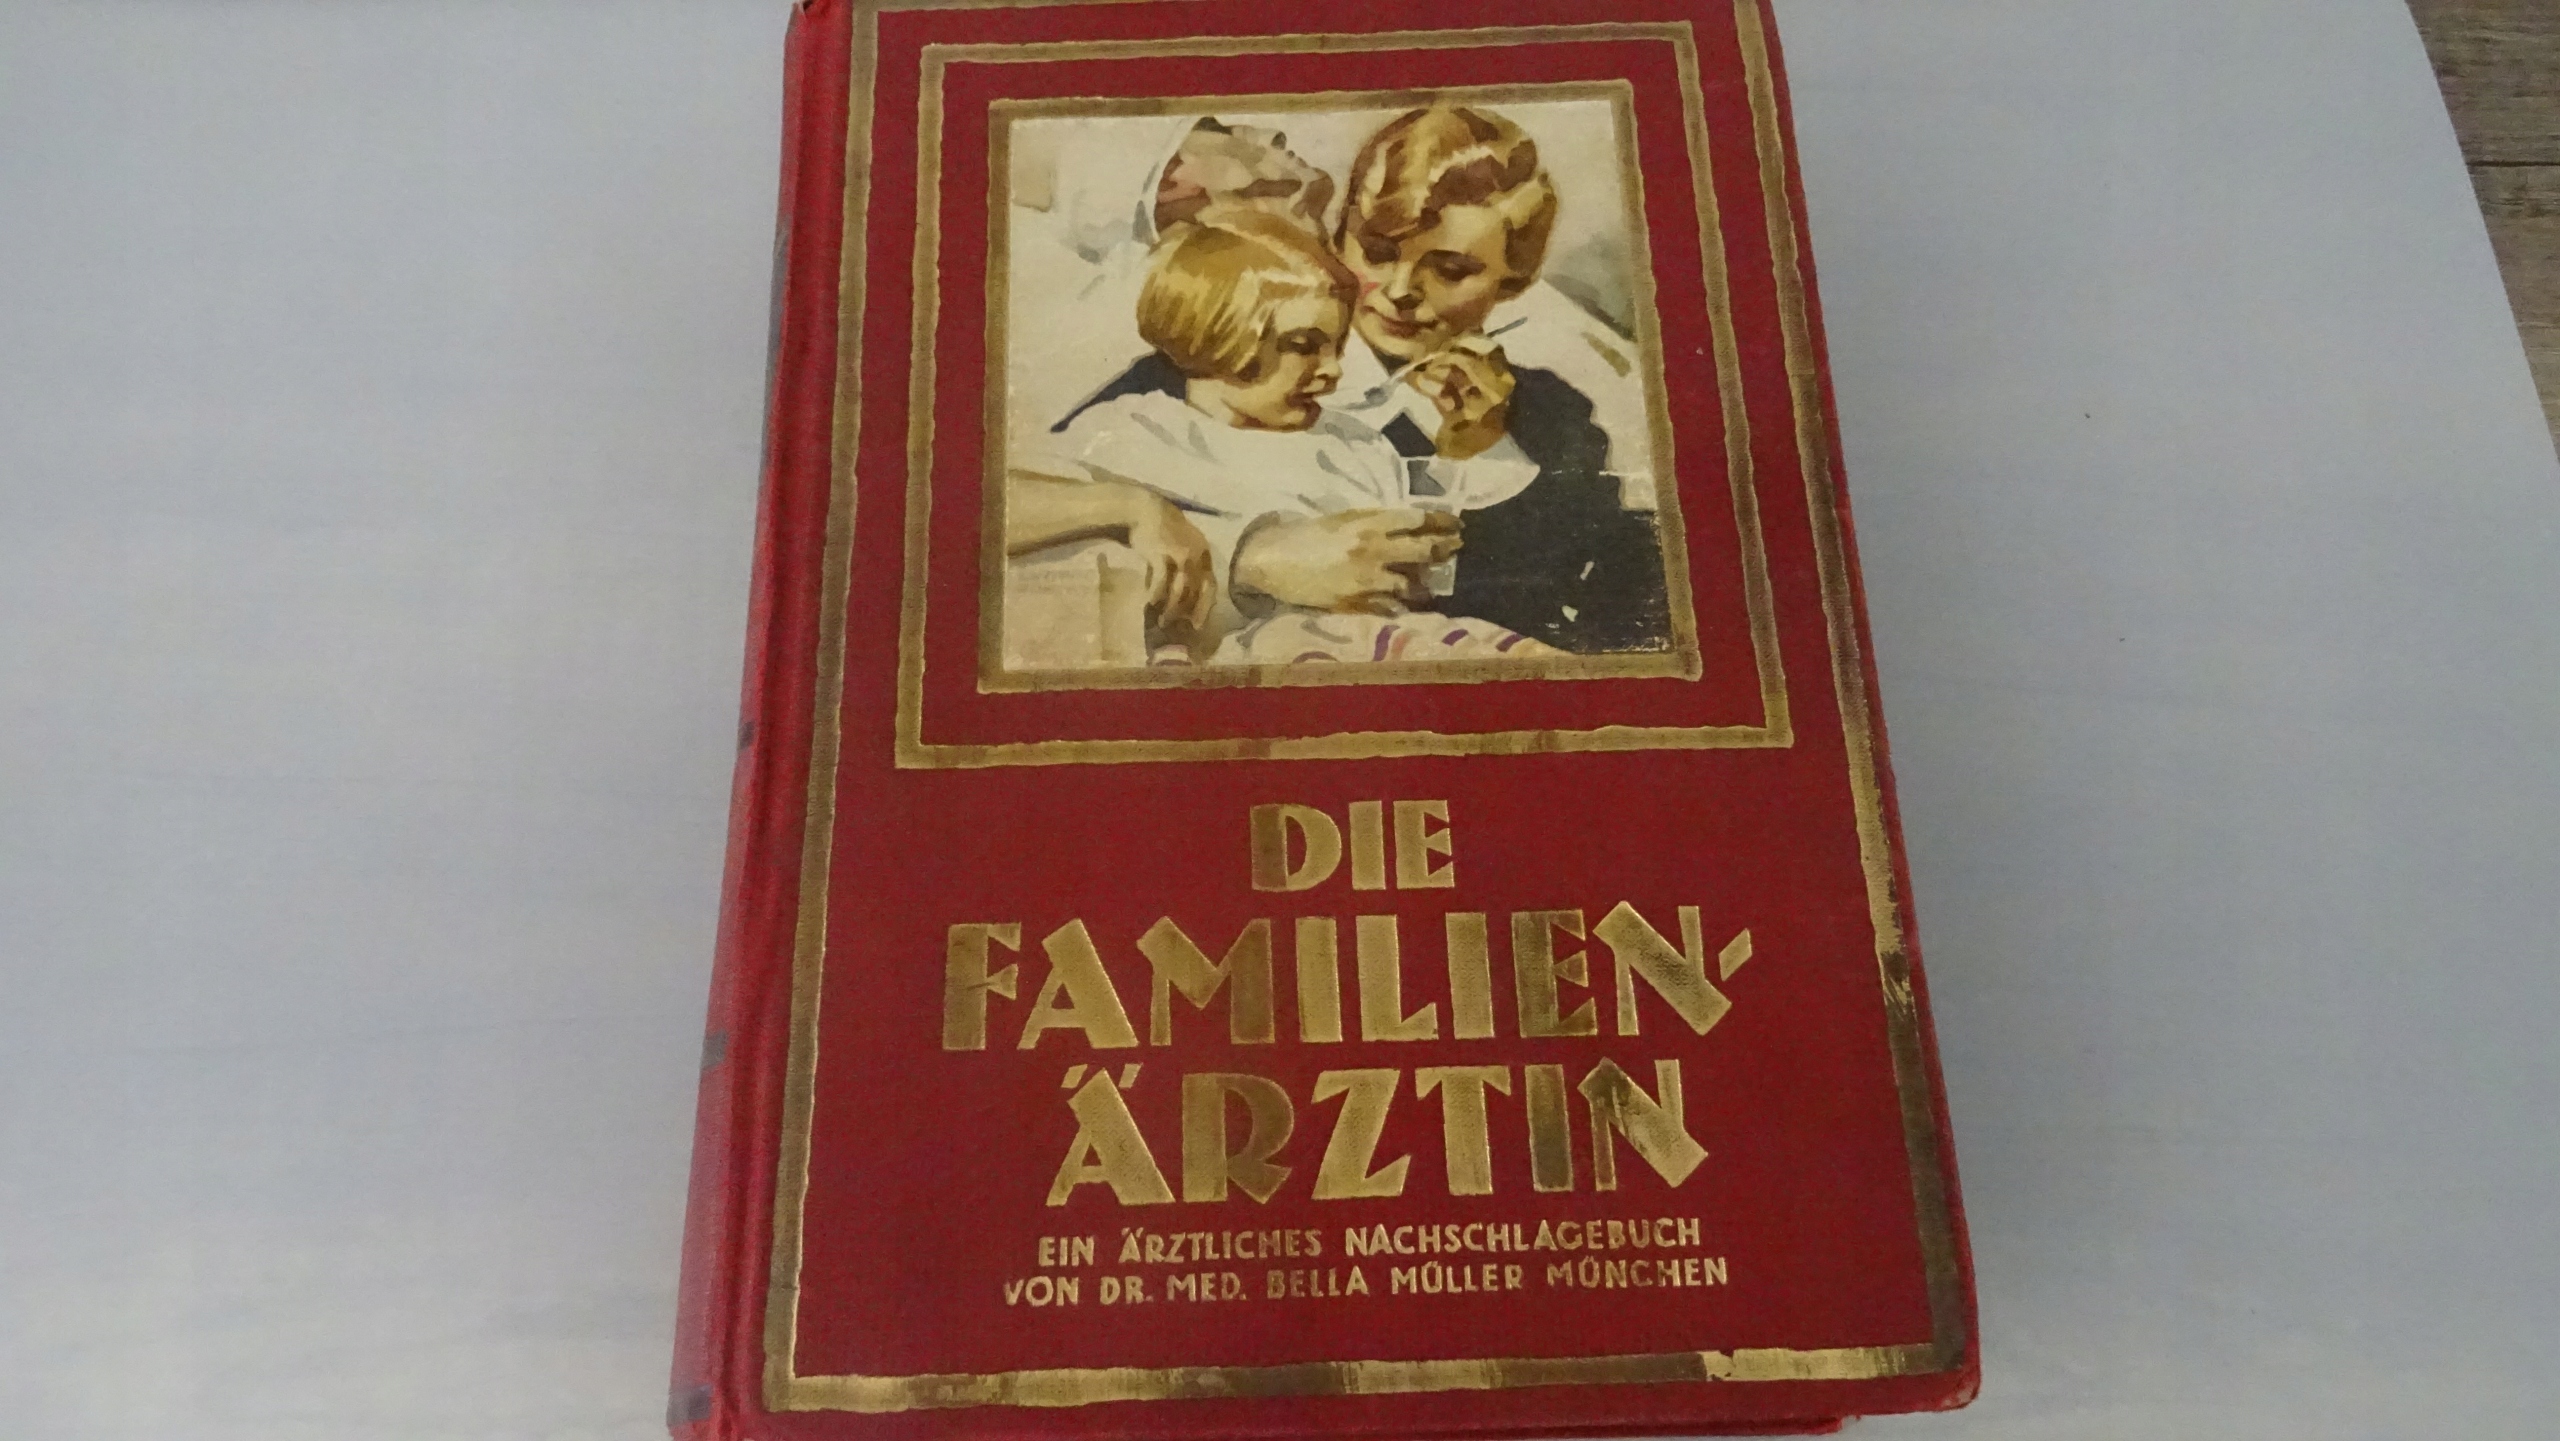 DIE
FAMILIEN-
ÄRZTIN
EIN ÄRZTLICHES NACHSCHLAGEBUCH
VON DR. MED. BELLA MÜLLER MÜNCHEN